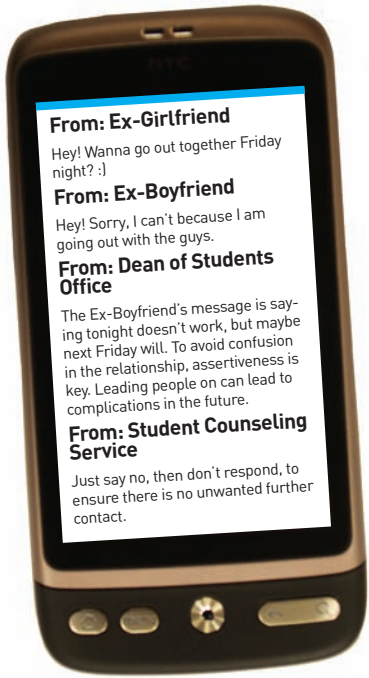 From: Ex-Girlfriend
Hey! Wanna go out together Friday
night? :)
From: Ex-Boyfriend
Hey! Sorry, I can't because I am
going out with the guys.
From: Dean of Students
Office
The Ex-Boyfriend's message is say-
ing tonight doesn't work, but maybe
next Friday will. To avoid confusion
in the relationship, assertiveness is
key. Leading people on can lead to
complications in the future.
From: Student Counseling
Service
Just say no, then don't respond, to
ensure there is no unwanted further
contact.